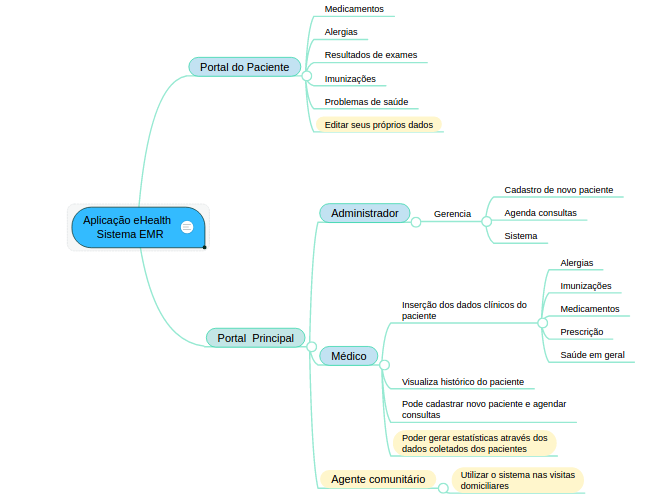 Medicamentos
Alergias
Resultados de exames
Imunizações
Problemas de saúde
Editar seus próprios dados
Portal do Paciente
Aplicação eHealth
Sistema EMR
Portal  Principal
Administrador
Gerencia
Cadastro de novo paciente
Agenda consultas
Sistema
Médico
Inserção dos dados clínicos do
paciente
Alergias
Imunizações
Medicamentos
Prescrição
Saúde em geral
Visualiza histórico do paciente
Pode cadastrar novo paciente e agendar
consultas
Poder gerar estatísticas através dos
dados coletados dos pacientes
Agente comunitário
Utilizar o sistema nas visitas
domiciliares